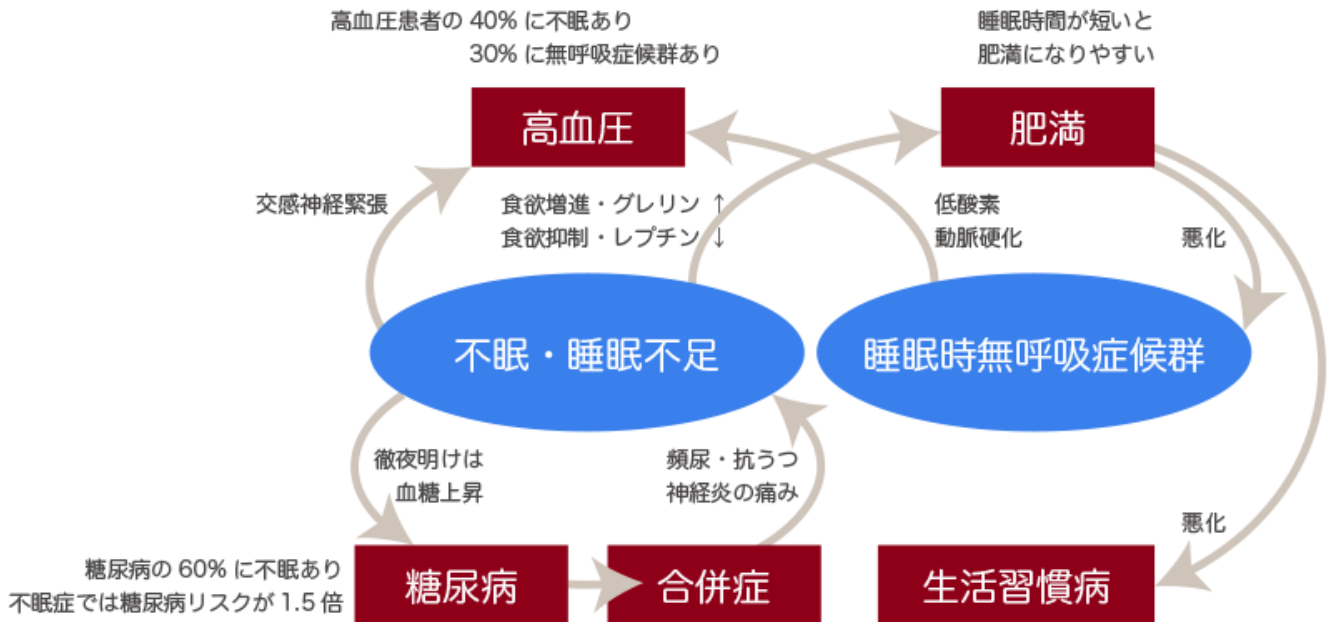 高血圧患者の 40% に不眠あり
30% に無呼吸症候群あり
睡眠時間が短いと
肥満になりやすい
高血圧
肥満
交感神経緊張
食欲増進・グレリン ↑
食欲抑制・レプチン ↓
低酸素
動脈硬化
悪化
不眠・睡眠不足
睡眠時無呼吸症候群
徹夜明けは
血糖上昇
頻尿・抗うつ
神経炎の痛み
悪化
糖尿病の 60% に不眠あり
不眠症では糖尿病リスクが 1.5 倍
糖尿病
合併症
生活習慣病